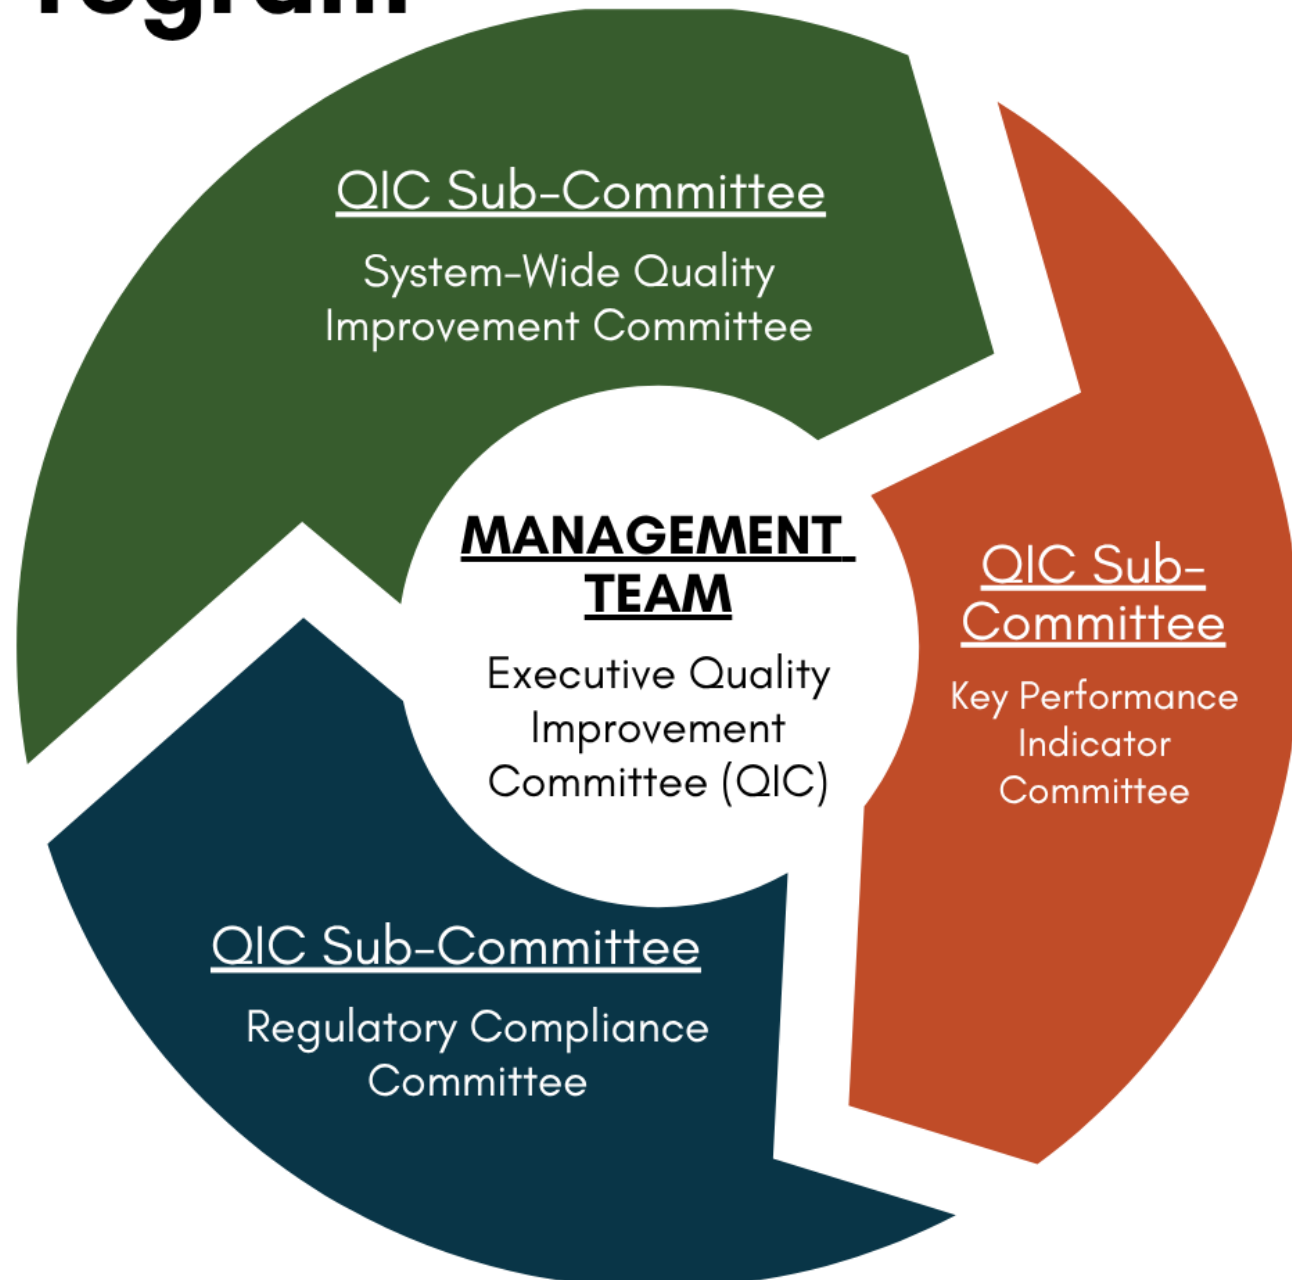 QIC Sub-Committee
System-Wide Quality
Improvement Committee
MANAGEMENT
TEAM
Executive Quality
Improvement
Committee (QIC)
QIC Sub-
Committee
Key Performance
Indicator
Committee
QIC Sub-Committee
Regulatory Compliance
Committee